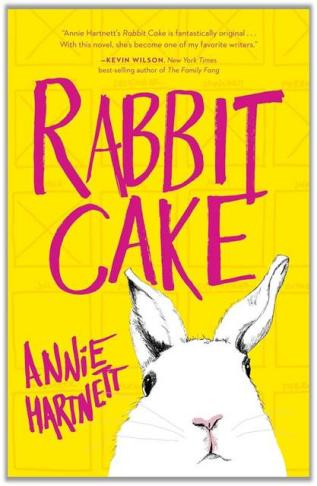 "Annie Hartnett's Rabbit Cake is fantastically original . . .
With this novel, she's become one of my favorite writers."
—KEVIN WILSON, New York Times
best-selling author of The Family Fang
RABBIT
CAKE
ANNiE
HARTNETT